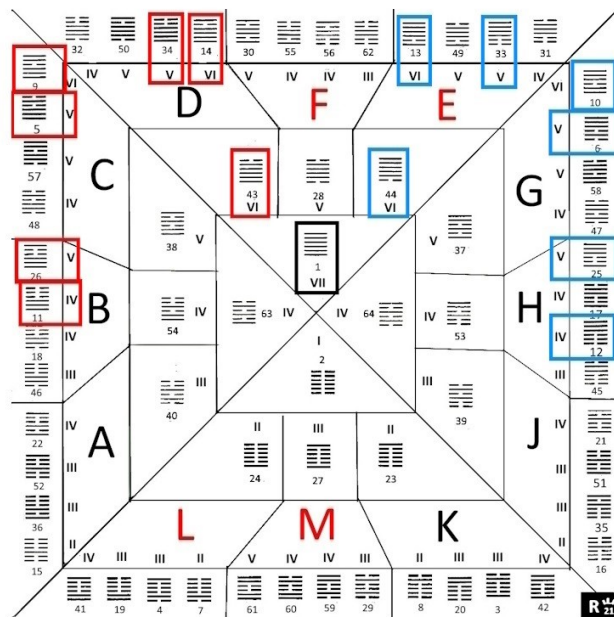 32 50 34 14 30 55 56 62 13 49 33 31
IV V V VI V IV IV III VI V V IV
9 VI D F E VI 10
5 V V 6
57 V C 43 VI 28 V 44 VI G 58
48 IV 38 V 1 VII V 37 47
26 V V 25
11 IV B 54 IV 63 IV IV 64 IV 53 H IV 17
18 IV I IV 12
46 III 2 III 45
22 IV A 40 III III 39 J IV 21
52 III II III II III 51
36 III 24 27 23 III 35
15 II L M K II 16
IV III III II V IV IV III II III III IV
41 19 4 7 61 60 59 29 8 20 3 42
R 21